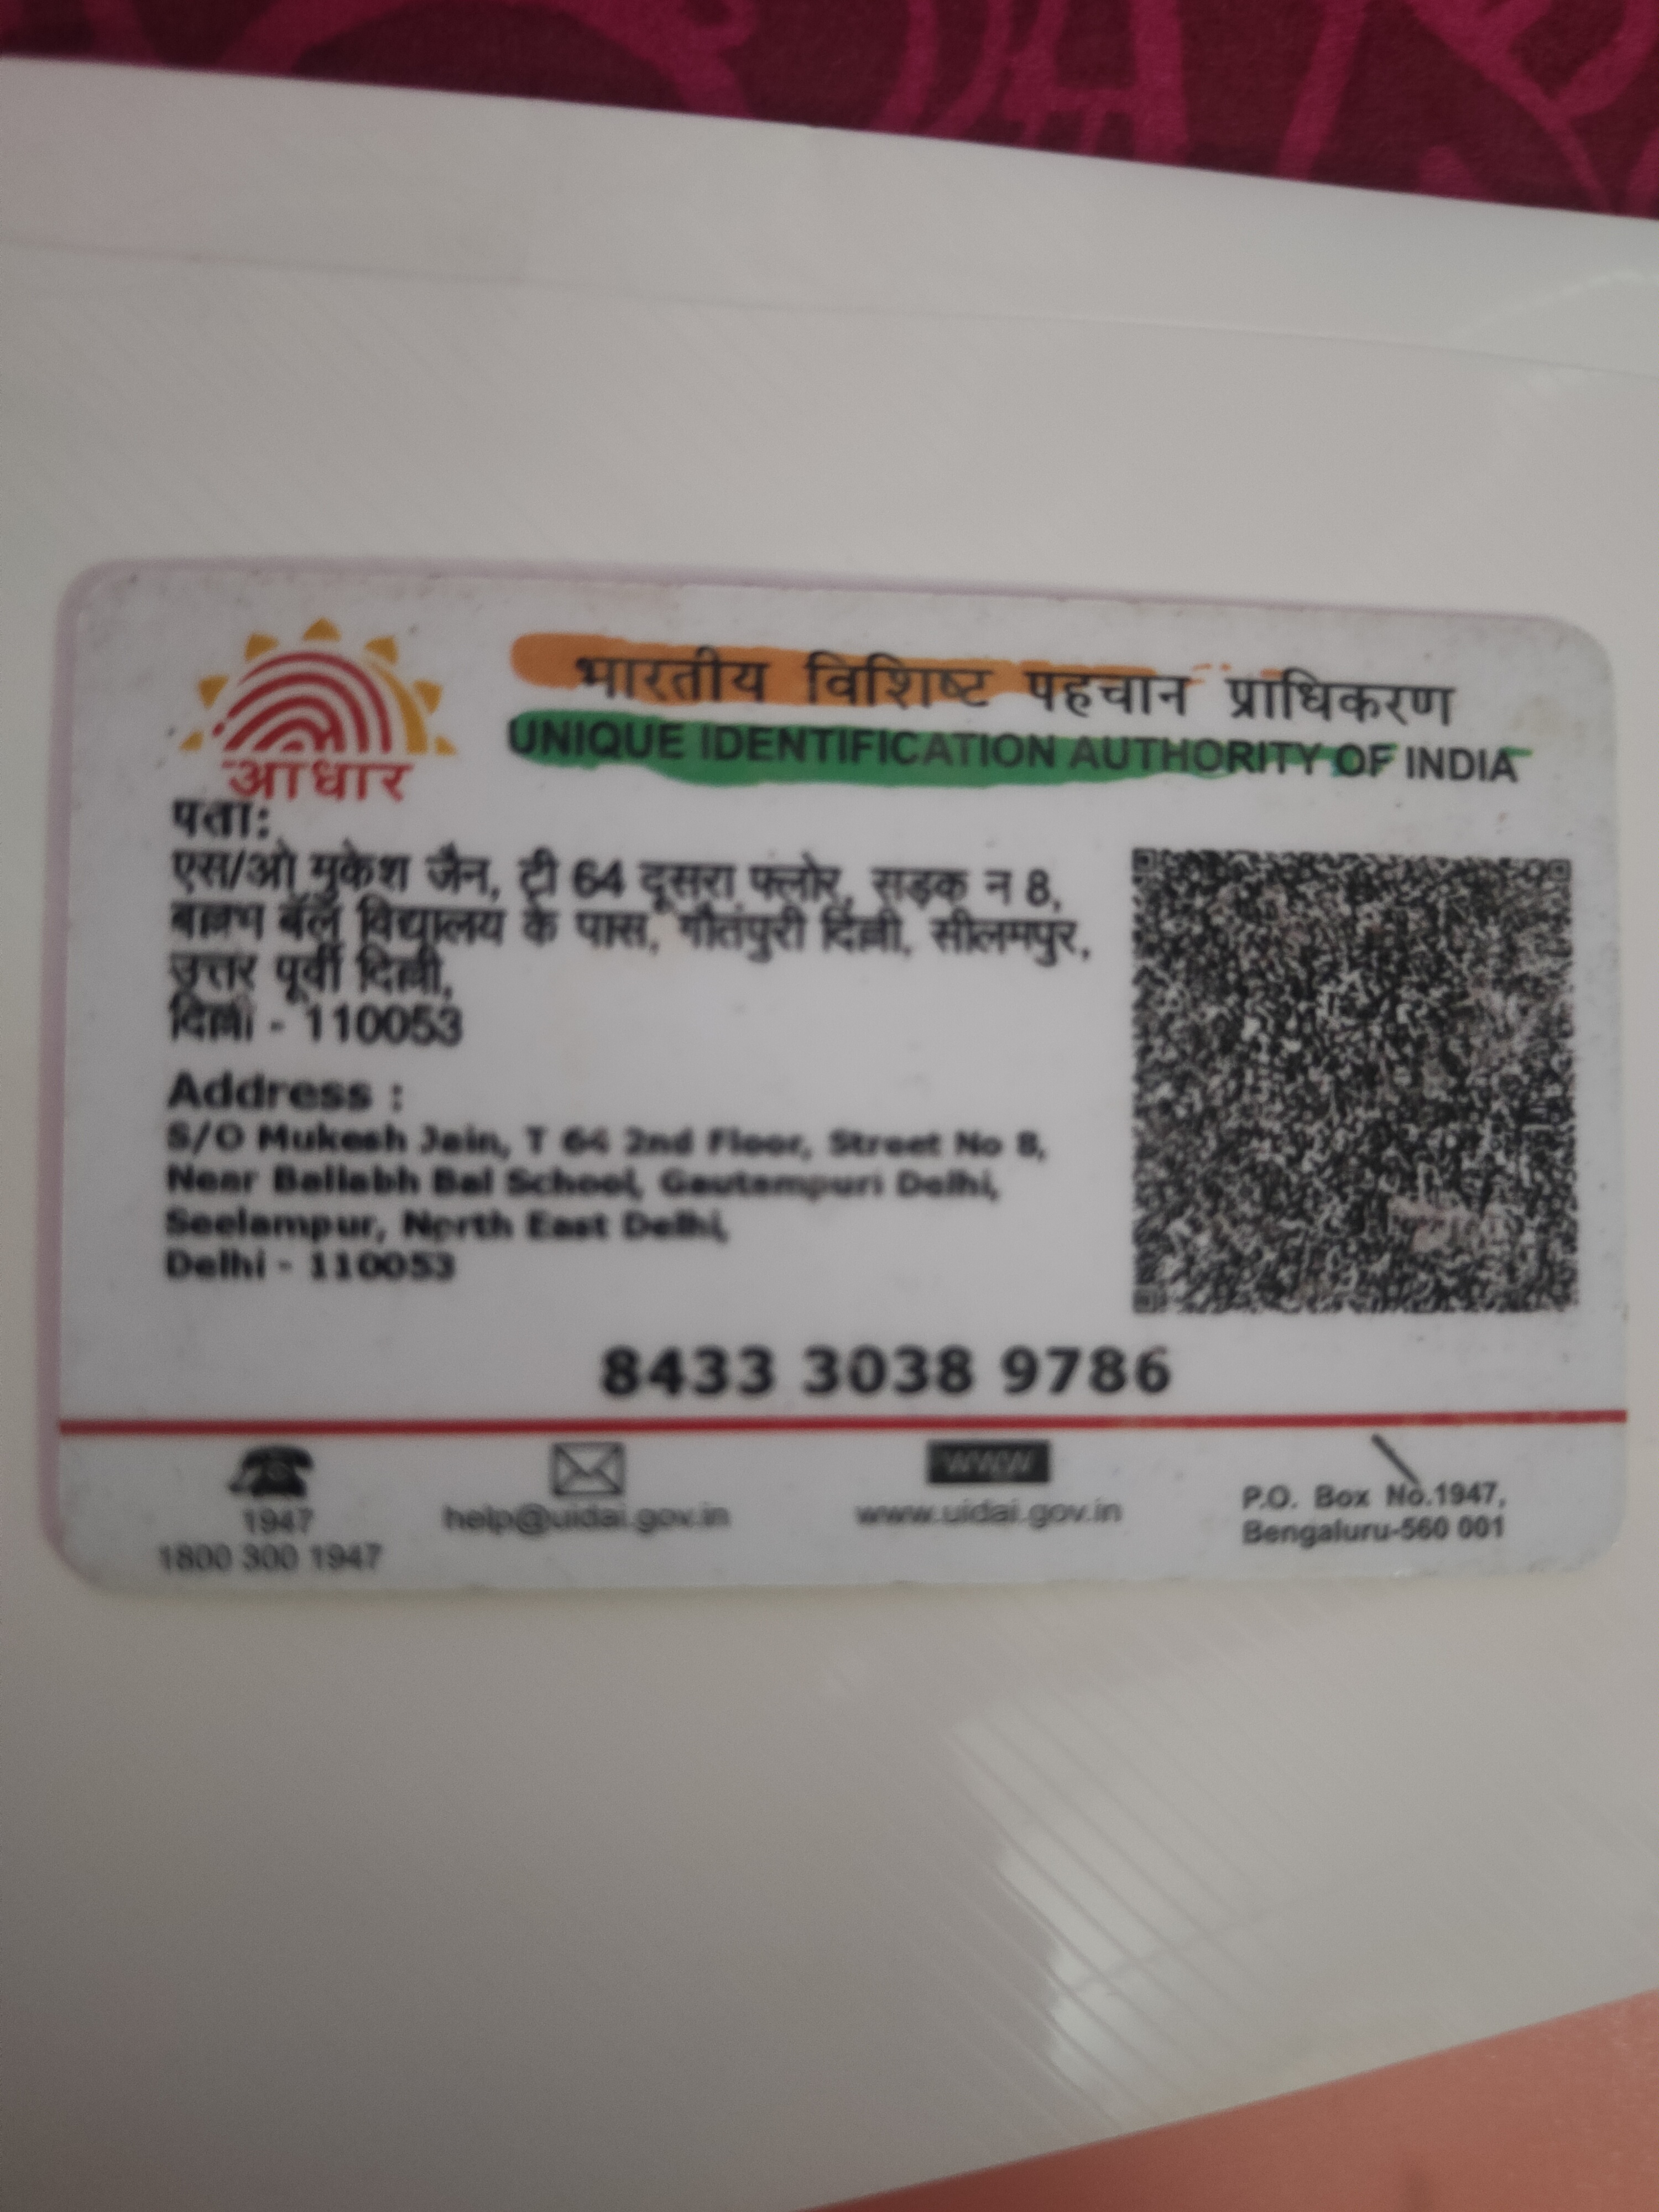 आधार
भारतीय विशिष्ट पहचान प्राधिकरण
UNIQUE IDENTIFICATION AUTHORITY OF INDIA
पता:
एस/ओ मुकेश जैन, टी 64 दूसरा फ्लोर, सड़क न 8,
बल्लभ बॅल विद्यालय के पास, गौतंपुरी दिल्ली, सीलमपुर,
उत्तर पूर्वी दिल्ली,
दिल्ली - 110053
Address :
S/O Mukesh Jain, T 64 2nd Floor, Street No 8,
Near Ballabh Bal School, Gautampuri Delhi,
Seelampur, North East Delhi,
Delhi - 110053
8433 3038 9786
1947
1800 300 1947
help@uidai.gov.in
www
www.uidai.gov.in
P.O. Box No.1947,
Bengaluru-560 001